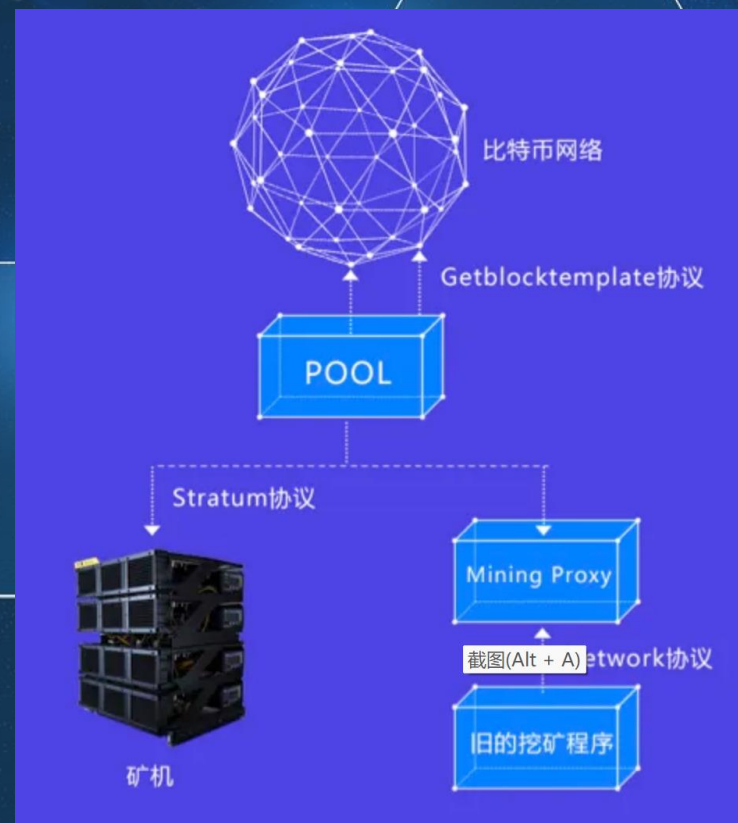 比特币网络
Getblocktemplate协议
POOL
Stratum协议
Mining Proxy
截图(Alt + A)
etwork协议
旧的挖矿程序
矿机